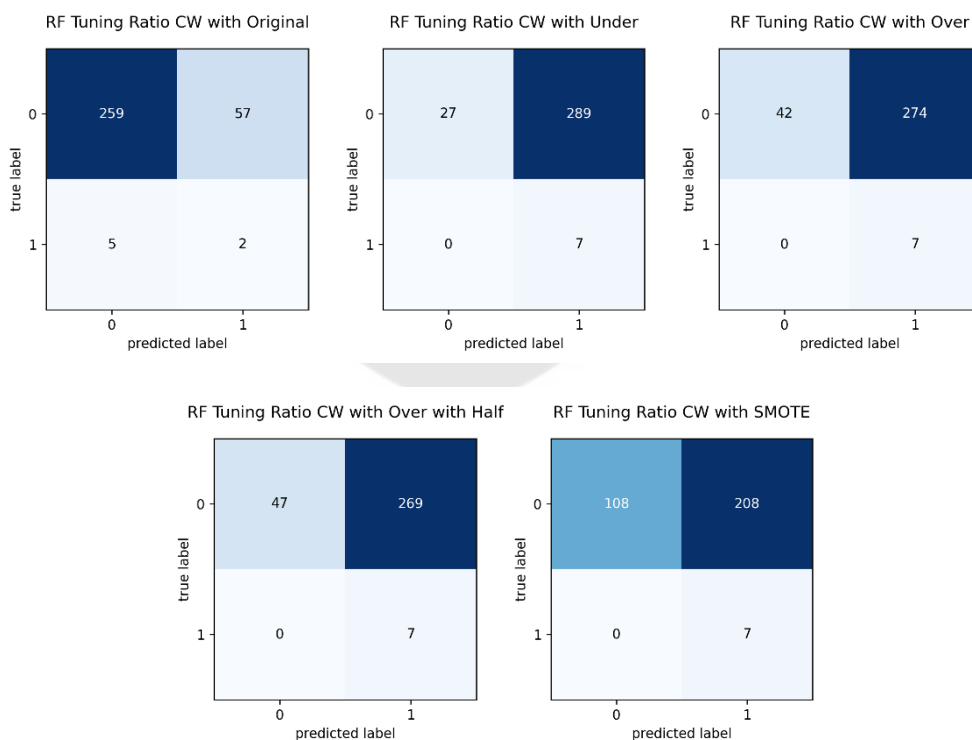 RF Tuning Ratio CW with Original
0
259
57
true label
1
5
2
0
1
predicted label
RF Tuning Ratio CW with Under
0
27
289
true label
1
0
7
0
1
predicted label
RF Tuning Ratio CW with Over
0
42
274
true label
1
0
7
0
1
predicted label
RF Tuning Ratio CW with Over with Half
0
47
269
true label
1
0
7
0
1
predicted label
RF Tuning Ratio CW with SMOTE
0
108
208
true label
1
0
7
0
1
predicted label